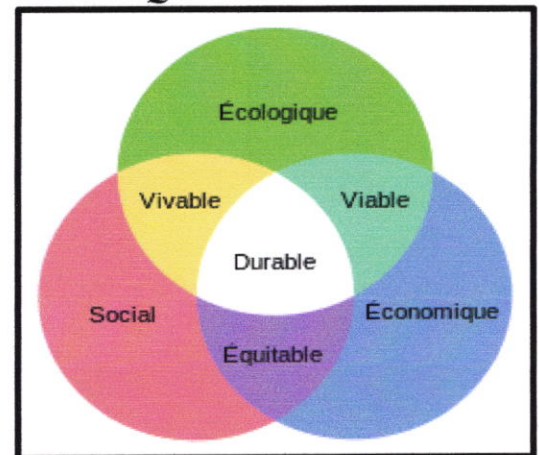 Écologique
Vivable
Viable
Durable
Social
Économique
Équitable